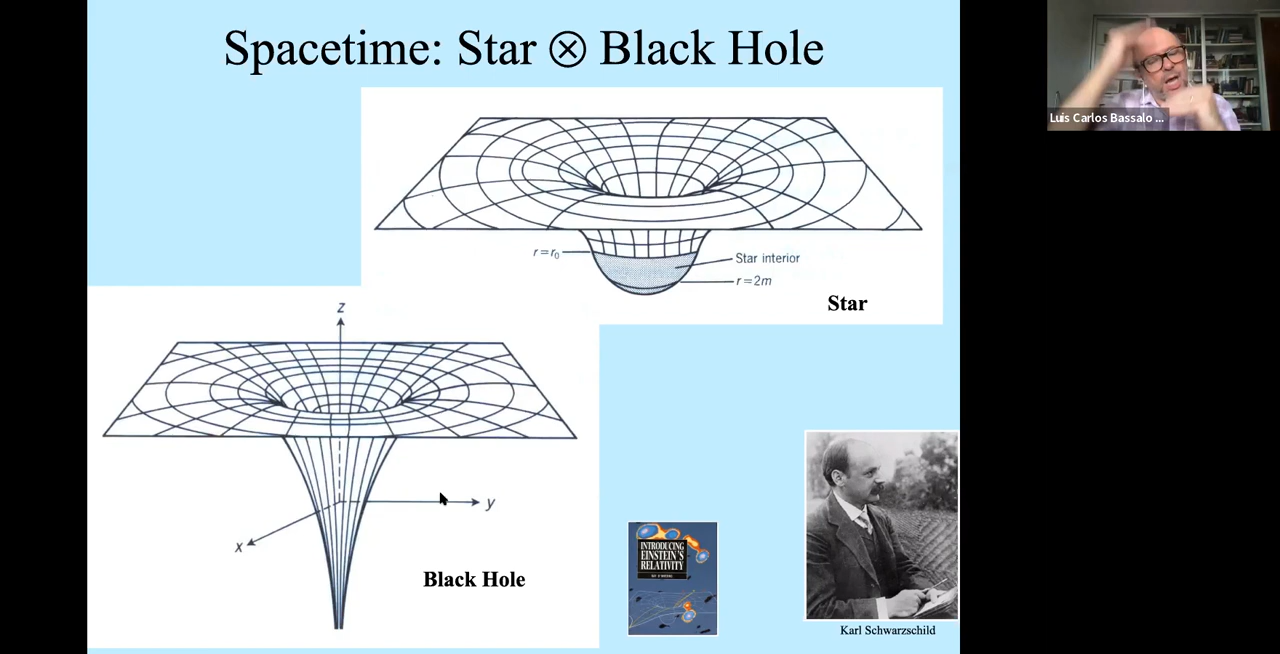 Spacetime: Star ⊗ Black Hole
Luis Carlos Bassalo ...
r = r₀
Star interior
r = 2m
Star
z
y
x
Black Hole
INTRODUCING
EINSTEIN'S
RELATIVITY
Karl Schwarzschild